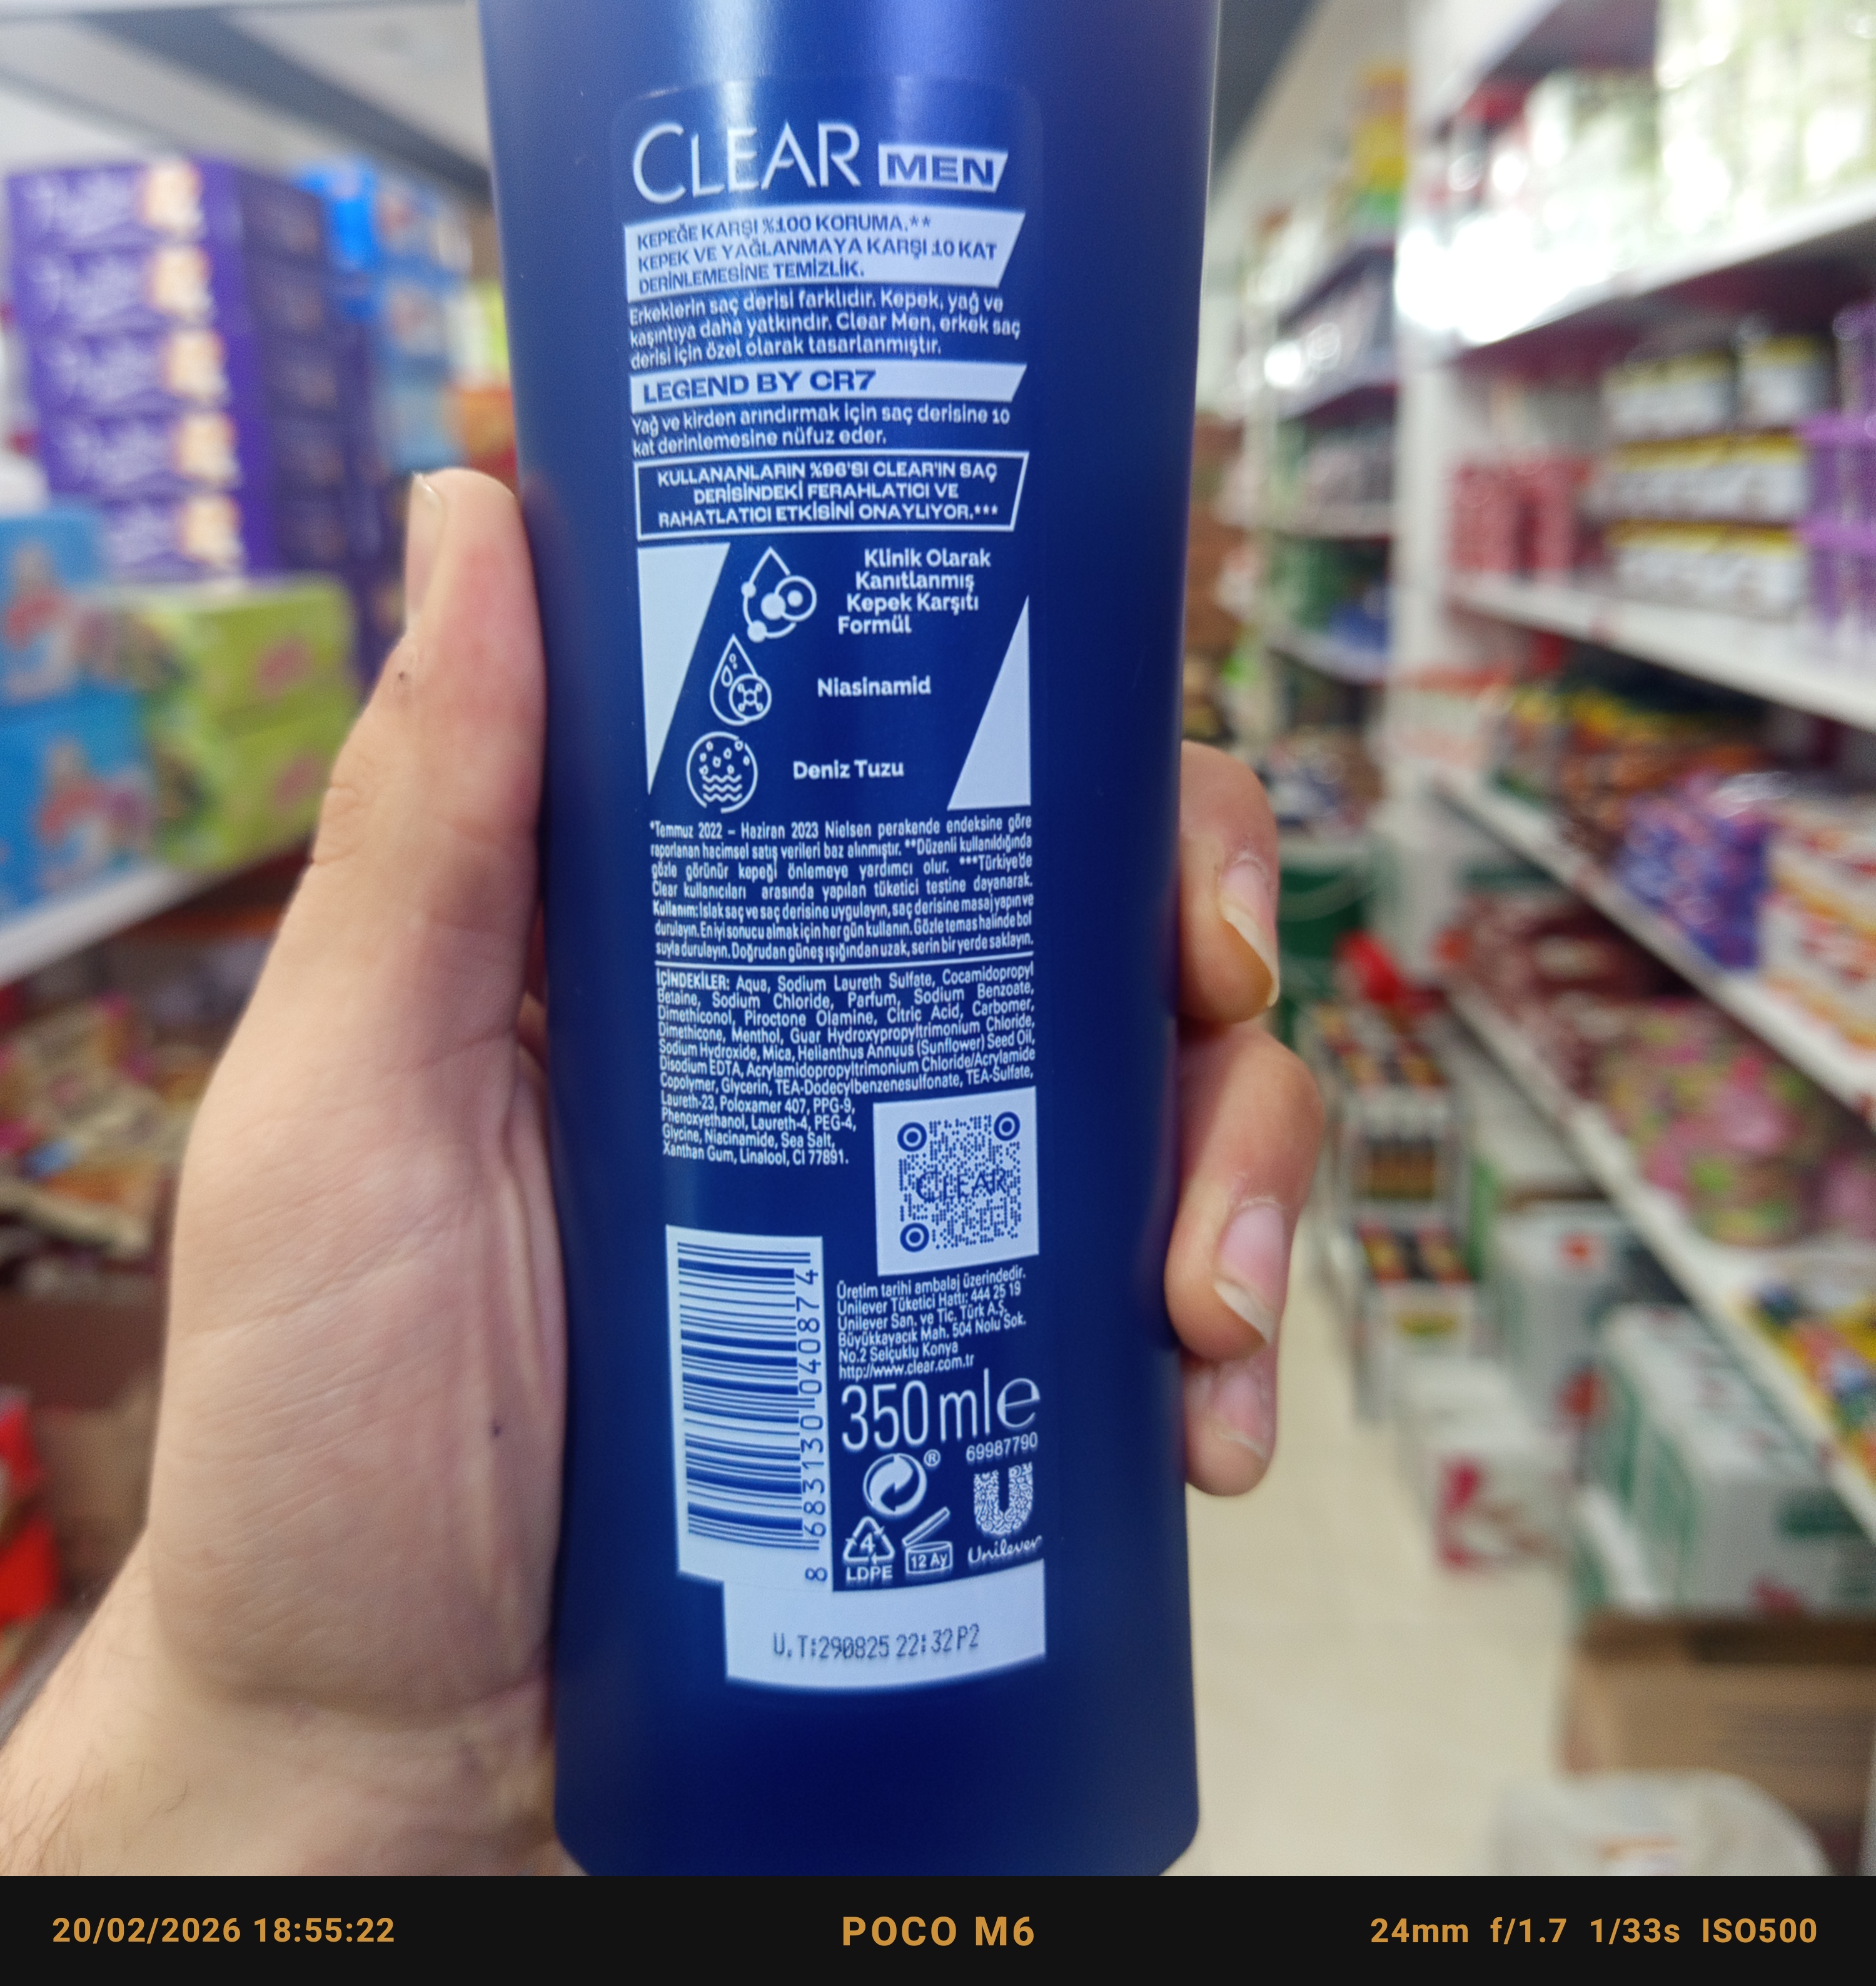 CLEAR MEN
KEPEĞE KARŞI %100 KORUMA.**
KEPEK VE YAĞLANMAYA KARŞI 10 KAT
DERİNLEMESİNE TEMİZLİK.
Erkeklerin saç derisi farklıdır. Kepek, yağ ve
kaşıntıya daha yatkındır. Clear Men, erkek saç
derisi için özel olarak tasarlanmıştır.
LEGEND BY CR7
Yağ ve kirden arındırmak için saç derisine 10
kat derinlemesine nüfuz eder.
KULLANANLARIN %96'SI CLEAR'IN SAÇ
DERİSİNDEKİ FERAHLATICI VE
RAHATLATICI ETKİSİNİ ONAYLIYOR.***
Klinik Olarak
Kanıtlanmış
Kepek Karşıtı
Formül
Niasinamid
Deniz Tuzu
*Temmuz 2022 – Haziran 2023 Nielsen perakende endeksine göre
raporlanan hacimsel satış verileri baz alınmıştır. **Düzenli kullanıldığında
gözle görünür kepeği önlemeye yardımcı olur. ***Türkiye'de
Clear kullanıcıları arasında yapılan tüketici testine dayanarak.
Kullanım: Islak saç ve saç derisine uygulayın, saç derisine masaj yapın ve
durulayın. En iyi sonucu almak için her gün kullanın. Gözle temas halinde bol
suyla durulayın. Doğrudan güneş ışığından uzak, serin bir yerde saklayın.
İÇİNDEKİLER: Aqua, Sodium Laureth Sulfate, Cocamidopropyl
Betaine, Sodium Chloride, Parfum, Sodium Benzoate,
Dimethiconol, Piroctone Olamine, Citric Acid, Carbomer,
Dimethicone, Menthol, Guar Hydroxypropyltrimonium Chloride,
Sodium Hydroxide, Mica, Helianthus Annuus (Sunflower) Seed Oil,
Disodium EDTA, Acrylamidopropyltrimonium Chloride/Acrylamide
Copolymer, Glycerin, TEA-Dodecylbenzenesulfonate, TEA-Sulfate,
Laureth-23, Poloxamer 407, PPG-9,
Phenoxyethanol, Laureth-4, PEG-4,
Glycine, Niacinamide, Sea Salt,
Xanthan Gum, Linalool, CI 77891.
CLEAR
8 683130 040874
Üretim tarihi ambalaj üzerindedir.
Unilever Tüketici Hattı: 444 25 19
Unilever San. ve Tic. Türk A.Ş.
Büyükkayacık Mah. 504 Nolu Sok.
No.2 Selçuklu Konya
http://www.clear.com.tr
350 ml e
69987790
®
4
LDPE
12 Ay
Unilever
U.T:290825 22:32 P2
20/02/2026 18:55:22
POCO M6
24mm f/1.7 1/33s ISO500